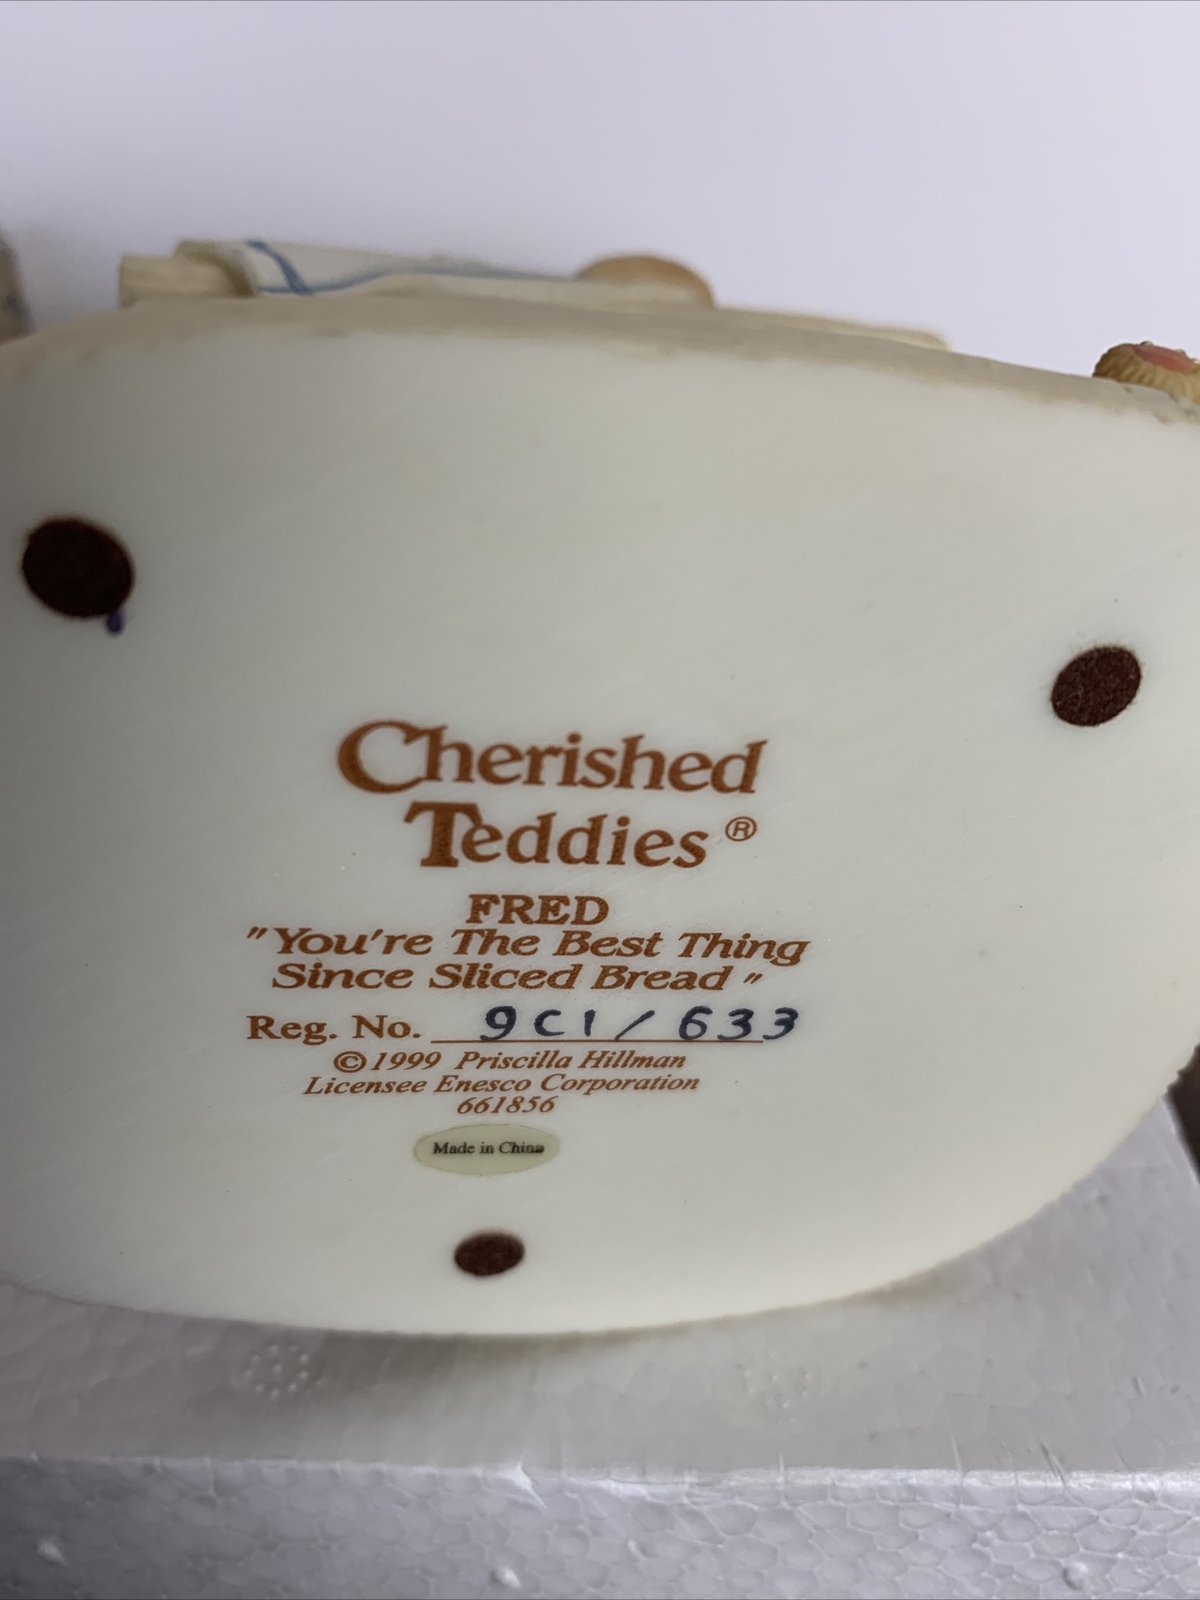 Cherished
Teddies®
FRED
"You're The Best Thing
Since Sliced Bread"
Reg. No. 9C1/633
©1999 Priscilla Hillman
Licensee Enesco Corporation
661856
Made in China